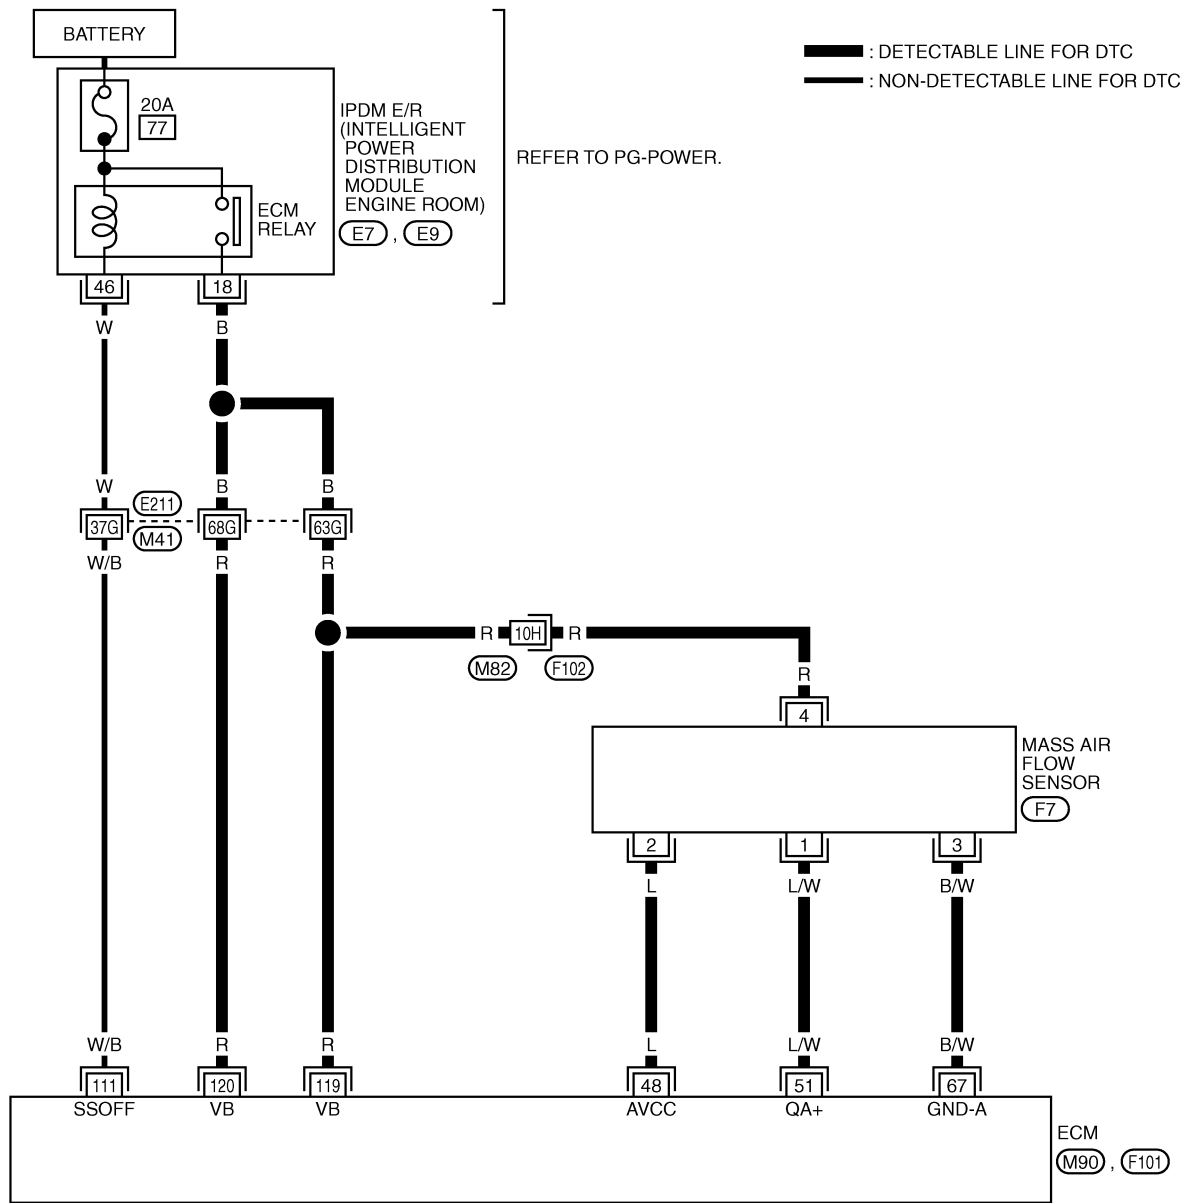 BATTERY
: DETECTABLE LINE FOR DTC
: NON-DETECTABLE LINE FOR DTC
20A
77
IPDM E/R
(INTELLIGENT
POWER
DISTRIBUTION
MODULE
ENGINE ROOM)
E7 , E9
REFER TO PG-POWER.
ECM
RELAY
46 18
W B
W B B
E211
37G 68G 63G
M41
W/B R R
R 10H R
M82 F102
R
4
MASS AIR
FLOW
SENSOR
F7
2 1 3
L L/W B/W
W/B R R L L/W B/W
111 120 119 48 51 67
SSOFF VB VB AVCC QA+ GND-A
ECM
M90 , F101